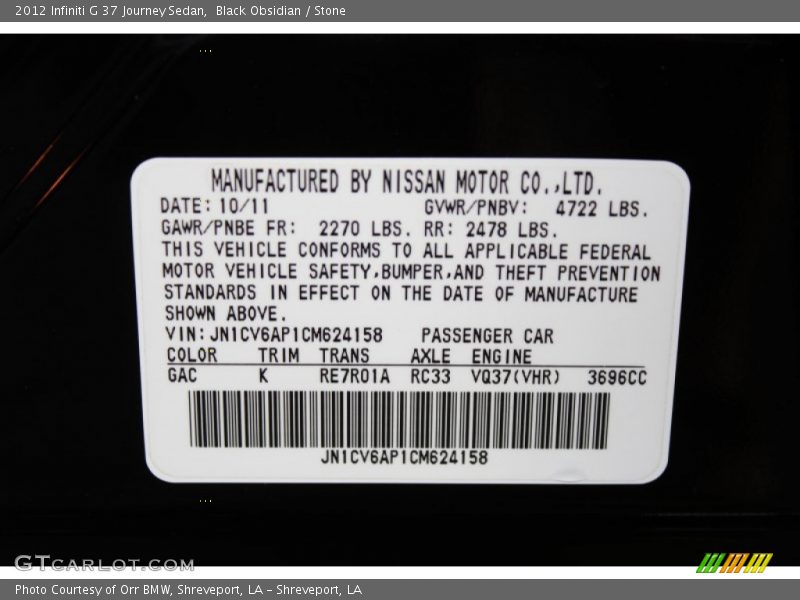 2012 Infiniti G 37 Journey Sedan,  Black Obsidian / Stone
MANUFACTURED BY NISSAN MOTOR CO.,LTD.
DATE: 10/11 GVWR/PNBV: 4722 LBS.
GAWR/PNBE FR: 2270 LBS. RR: 2478 LBS.
THIS VEHICLE CONFORMS TO ALL APPLICABLE FEDERAL
MOTOR VEHICLE SAFETY,BUMPER,AND THEFT PREVENTION
STANDARDS IN EFFECT ON THE DATE OF MANUFACTURE
SHOWN ABOVE.
VIN: JN1CV6AP1CM624158 PASSENGER CAR
COLOR TRIM TRANS AXLE ENGINE
GAC K RE7R01A RC33 VQ37(VHR) 3696CC
JN1CV6AP1CM624158
GTCARLOT.COM
Photo Courtesy of Orr BMW, Shreveport, LA - Shreveport, LA